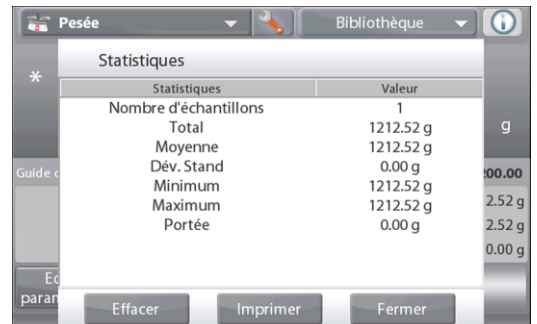 Pesée Bibliothèque
Statistiques
*
Statistiques Valeur
Nombre d'échantillons 1
Total 1212.52 g
g
Moyenne 1212.52 g
Dév. Stand 0.00 g
Guide
Minimum 1212.52 g
Maximum 1212.52 g
Portée 0.00 g
00.00
2.52 g
2.52 g
0.00 g
Effacer Imprimer Fermer